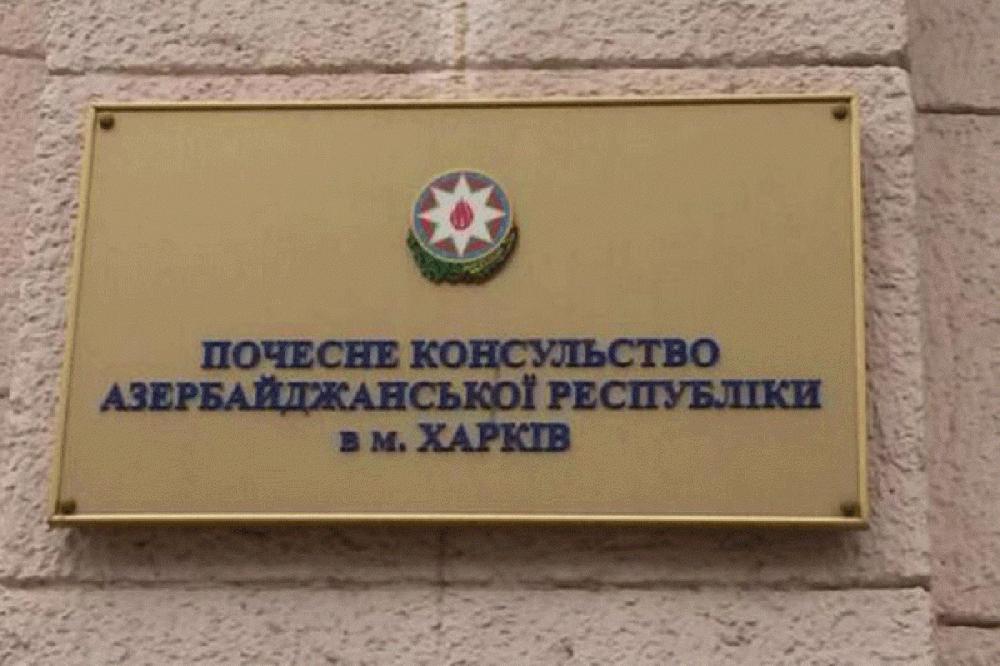 ПОЧЕСНЕ КОНСУЛЬСТВО
АЗЕРБАЙДЖАНСЬКОЇ РЕСПУБЛІКИ
в м. ХАРКІВ